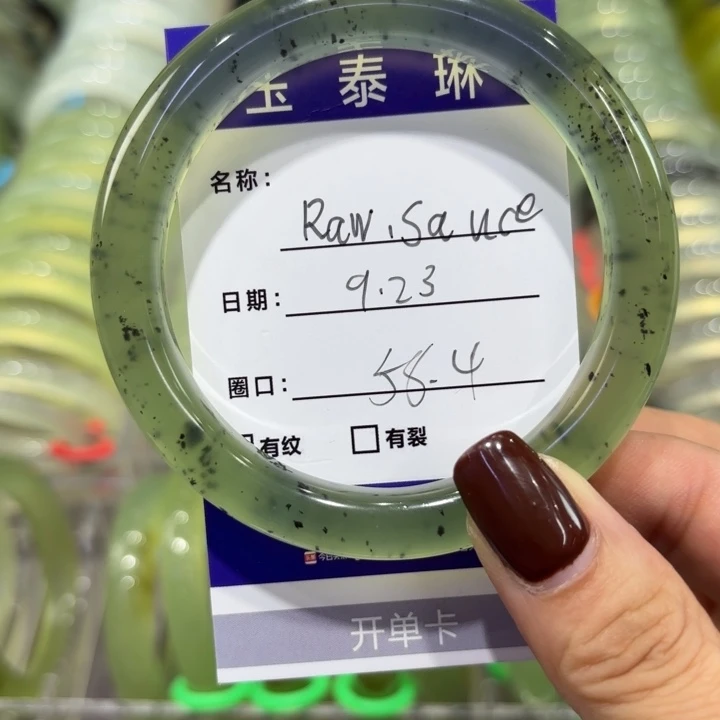 玉泰琳
名称：
Raw.Sauce
日期：9.23
圈口：58.4
有纹 有裂
开单卡